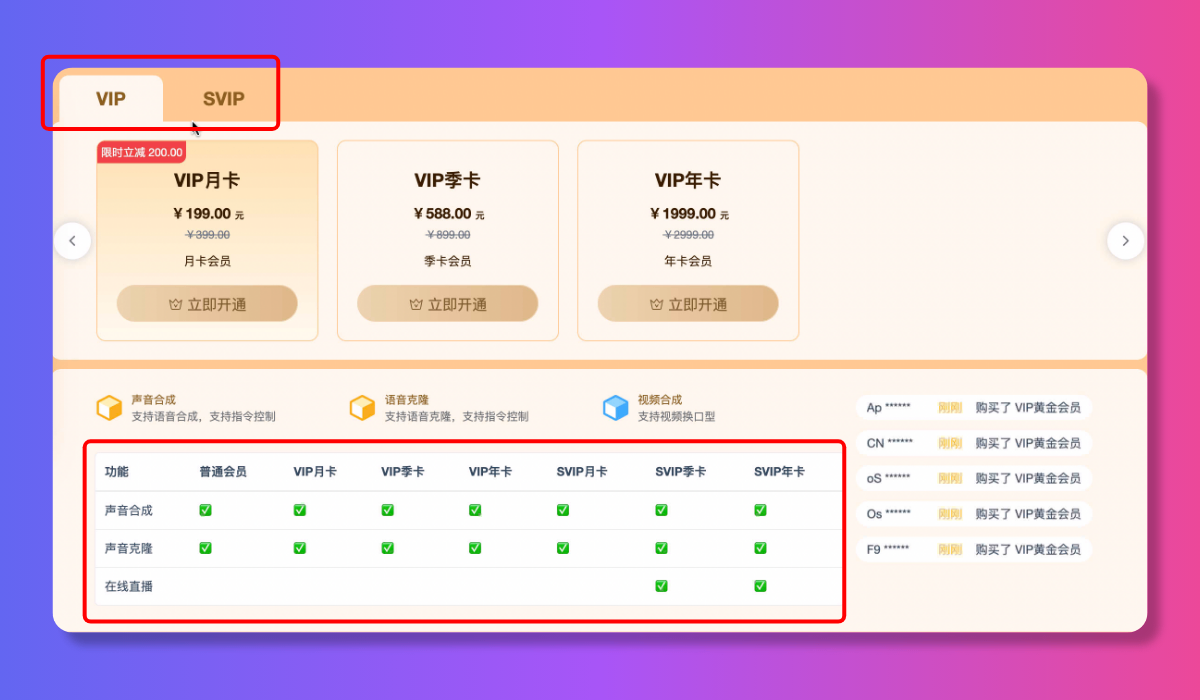 VIP SVIP
限时立减 200.00
VIP月卡 VIP季卡 VIP年卡
¥199.00 元 ¥588.00 元 ¥1999.00 元
¥399.00 ¥899.00 ¥2999.00
月卡会员 季卡会员 年卡会员
立即开通 立即开通 立即开通
声音合成 语音克隆 视频合成
支持语音合成，支持指令控制 支持语音克隆，支持指令控制 支持视频换口型
功能 普通会员 VIP月卡 VIP季卡 VIP年卡 SVIP月卡 SVIP季卡 SVIP年卡
声音合成 ✅ ✅ ✅ ✅ ✅ ✅ ✅
声音克隆 ✅ ✅ ✅ ✅ ✅ ✅ ✅
在线直播 ✅ ✅
Ap ****** 刚刚 购买了 VIP黄金会员
CN ****** 刚刚 购买了 VIP黄金会员
oS ****** 刚刚 购买了 VIP黄金会员
Os ****** 刚刚 购买了 VIP黄金会员
F9 ****** 刚刚 购买了 VIP黄金会员